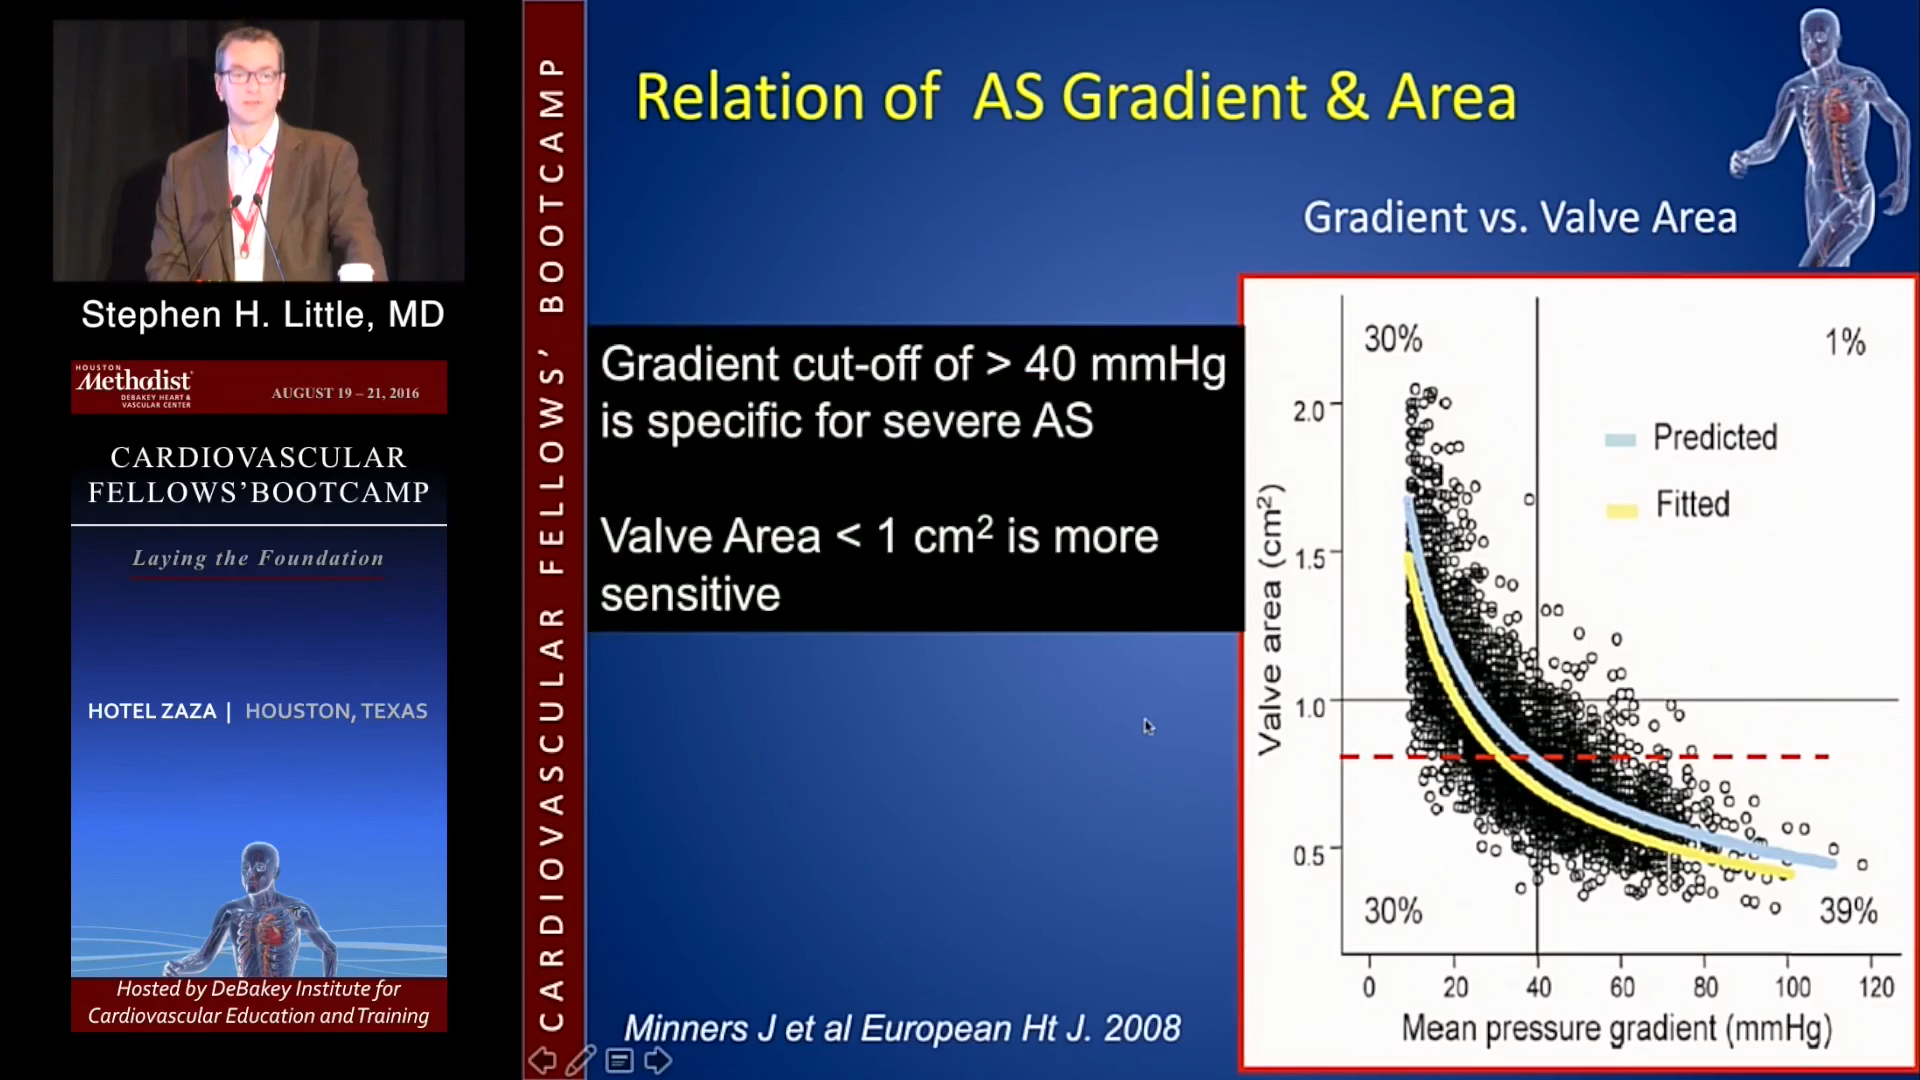 Stephen H. Little, MD
HOUSTON
Methodist
DEBAKEY HEART &
VASCULAR CENTER
AUGUST 19 – 21, 2016
CARDIOVASCULAR
FELLOWS'BOOTCAMP
Laying the Foundation
HOTEL ZAZA | HOUSTON, TEXAS
Hosted by DeBakey Institute for
Cardiovascular Education and Training
CARDIOVASCULAR FELLOWS' BOOTCAMP
Relation of AS Gradient & Area
Gradient vs. Valve Area
Gradient cut-off of > 40 mmHg
is specific for severe AS
Valve Area < 1 cm² is more
sensitive
30%
1%
Predicted
Fitted
Valve area (cm²)
2.0
1.5
1.0
0.5
30%
39%
0 20 40 60 80 100 120
Mean pressure gradient (mmHg)
Minners J et al European Ht J. 2008